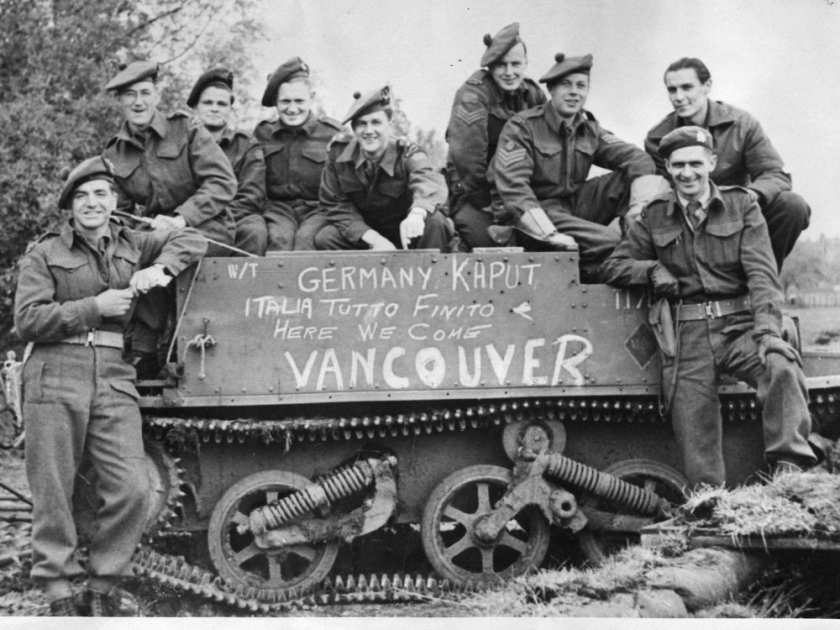 W/T
GERMANY KAPUT
ITALIA TUTTO FINITO
HERE WE COME
VANCOUVER